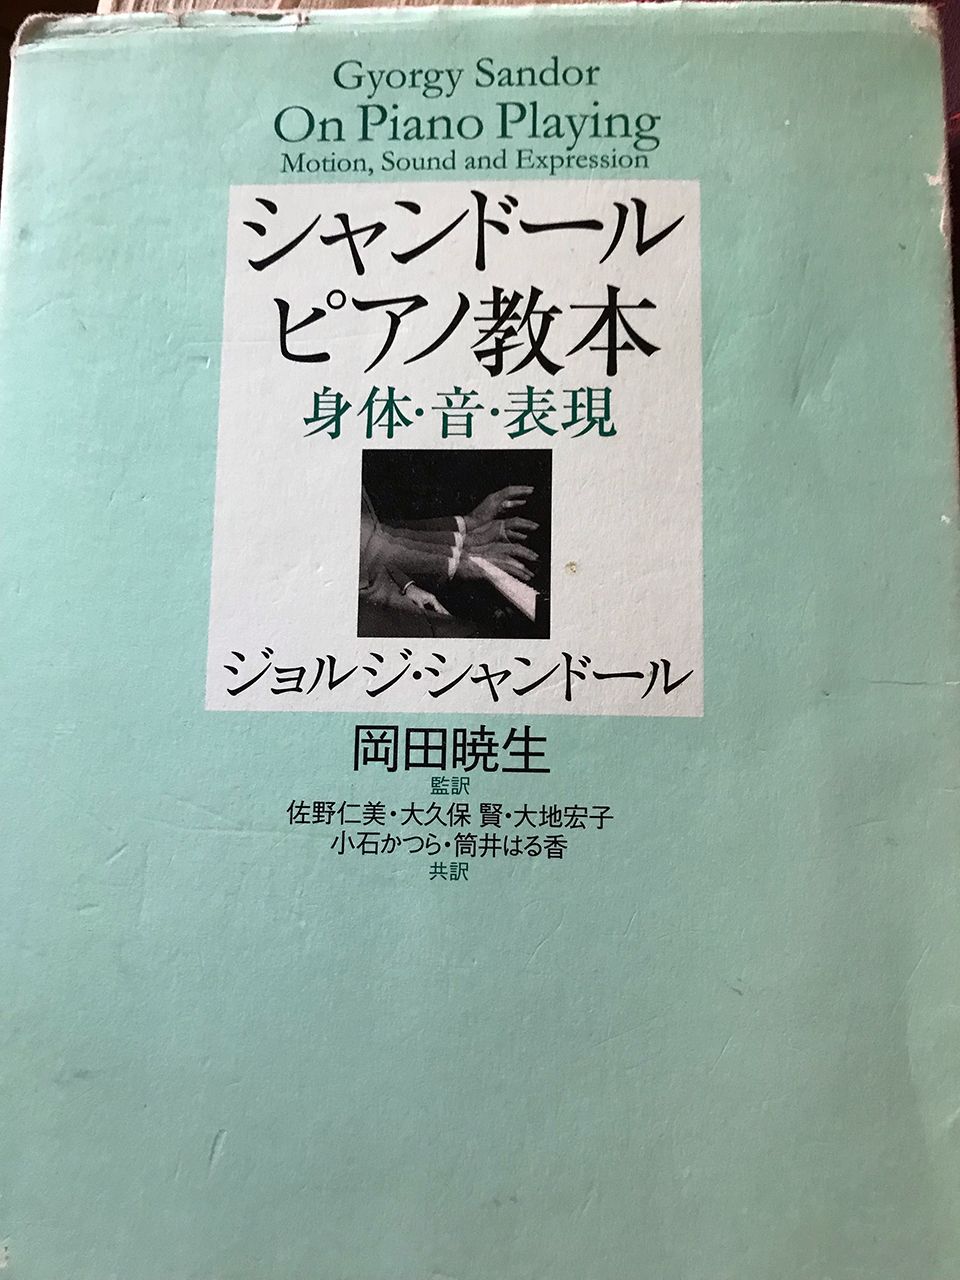 Gyorgy Sandor
On Piano Playing
Motion, Sound and Expression
シャンドール
ピアノ教本
身体・音・表現
ジョルジ・シャンドール
岡田暁生
監訳
佐野仁美・大久保 賢・大地宏子
小石かつら・筒井はる香
共訳